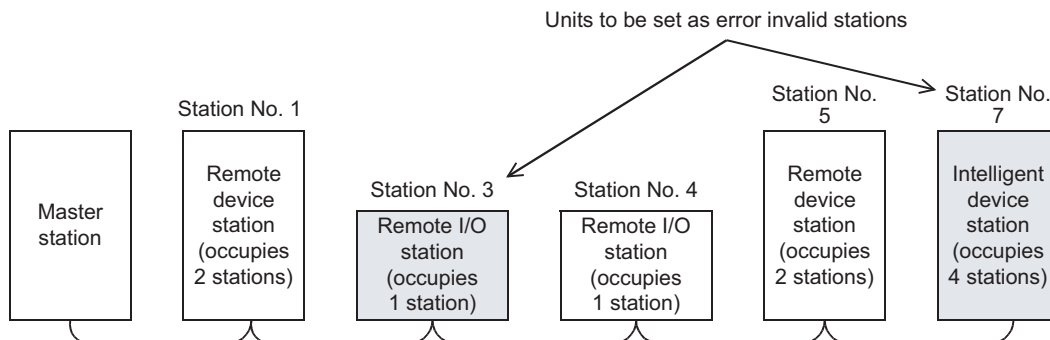 Units to be set as error invalid stations
Station No. 1
Station No. 3
Station No. 4
Station No.
5
Station No.
7
Master
station
Remote
device
station
(occupies
2 stations)
Remote I/O
station
(occupies
1 station)
Remote I/O
station
(occupies
1 station)
Remote
device
station
(occupies
2 stations)
Intelligent
device
station
(occupies
4 stations)